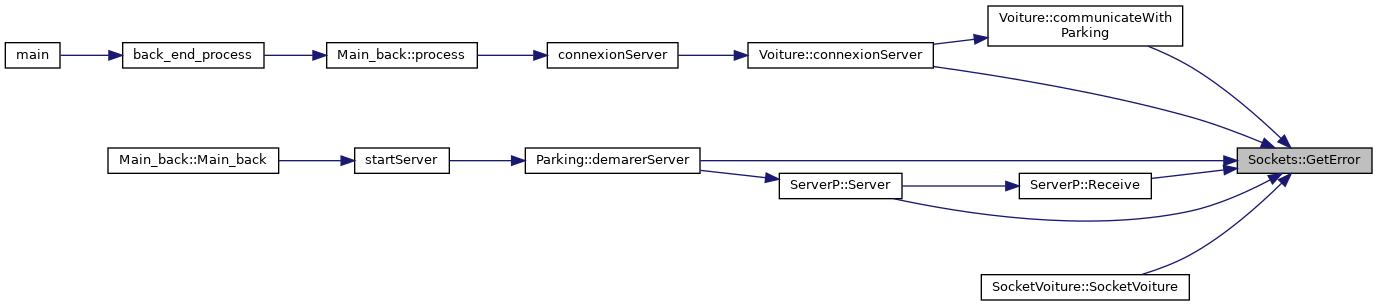 Voiture::communicateWith
Parking
main
back_end_process
Main_back::process
connexionServer
Voiture::connexionServer
Main_back::Main_back
startServer
Parking::demarerServer
Sockets::GetError
ServerP::Server
ServerP::Receive
SocketVoiture::SocketVoiture